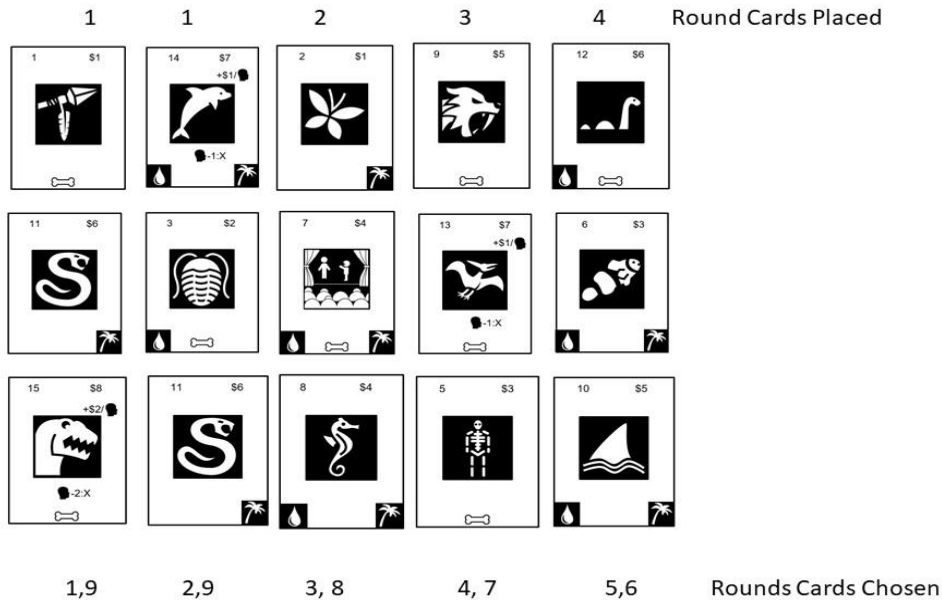 1 1 2 3 4 Round Cards Placed
1 $1 14 $7 2 $1 9 $5 12 $6
+$1/
-1:X
11 $6 3 $2 7 $4 13 $7 6 $3
+$1/
-1:X
15 $8 11 $6 8 $4 5 $3 10 $5
+$2/
-2:X
1,9 2,9 3, 8 4, 7 5,6 Rounds Cards Chosen